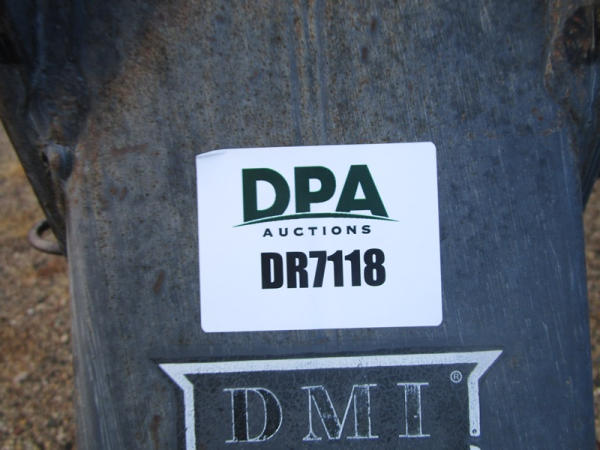 DPA
AUCTIONS
DR7118
DMI®